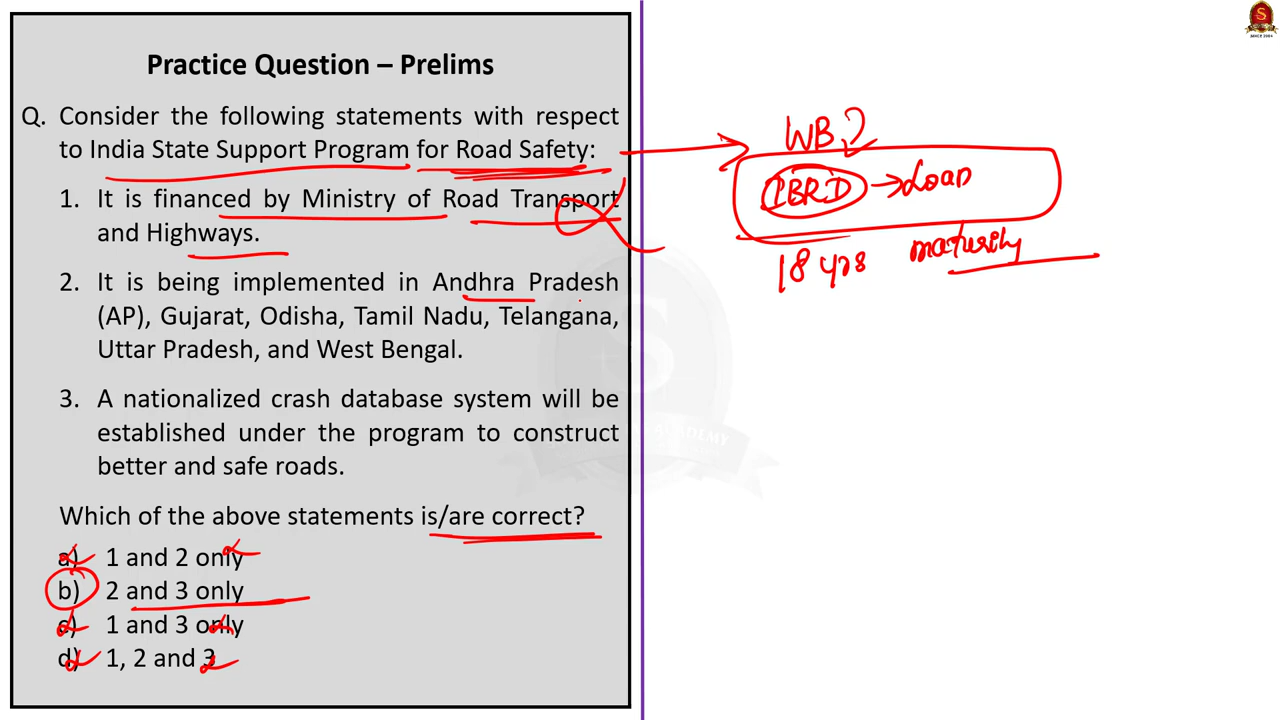 Practice Question – Prelims
Q. Consider the following statements with respect
to India State Support Program for Road Safety:
1. It is financed by Ministry of Road Transport
and Highways.
2. It is being implemented in Andhra Pradesh
(AP), Gujarat, Odisha, Tamil Nadu, Telangana,
Uttar Pradesh, and West Bengal.
3. A nationalized crash database system will be
established under the program to construct
better and safe roads.
Which of the above statements is/are correct?
a) 1 and 2 only
b) 2 and 3 only
c) 1 and 3 only
d) 1, 2 and 3
WB
IBRD → Loan
18 yrs maturity
S
SINCE 2004